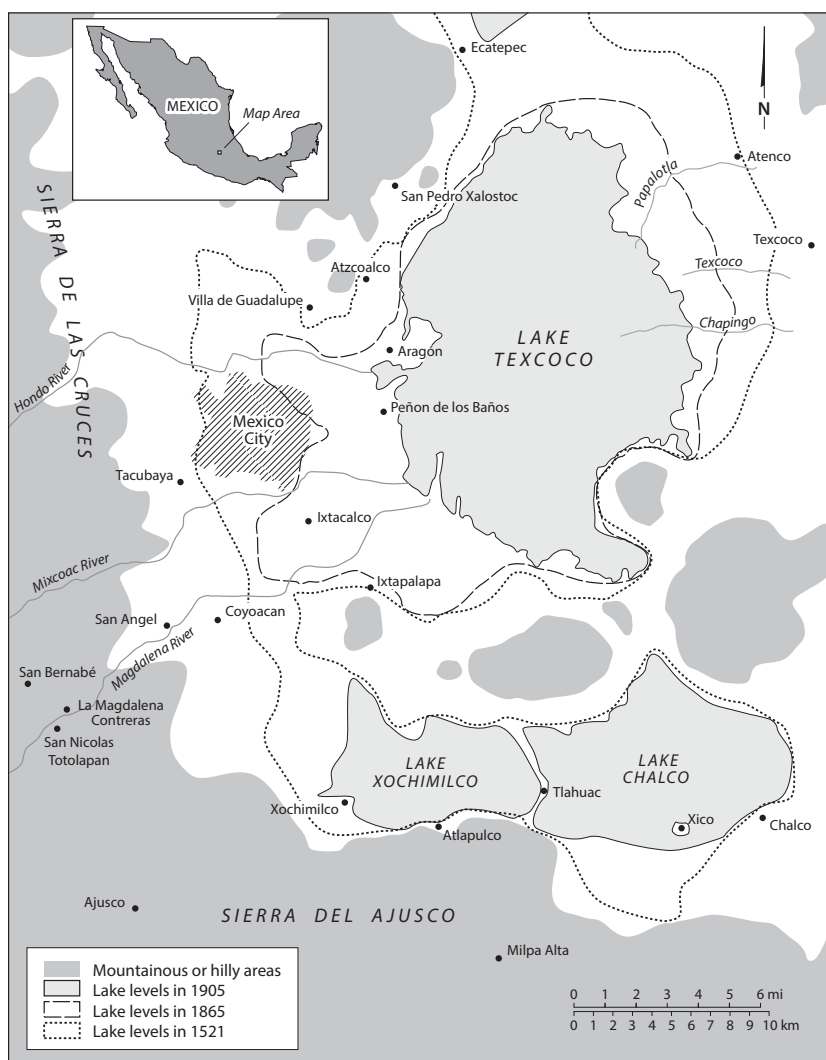 Ecatepec
MEXICO
Map Area
N
Atenco
Papalotla
San Pedro Xalostoc
SIERRA DE LAS CRUCES
Texcoco
Atzcoalco
Texcoco
Villa de Guadalupe
Chapingo
LAKE
TEXCOCO
Aragón
Hondo River
Peñon de los Baños
Mexico
City
Tacubaya
Ixtacalco
Mixcoac River
Ixtapalapa
San Angel
Coyoacan
Magdalena River
San Bernabé
La Magdalena
Contreras
San Nicolas
Totolapan
LAKE
XOCHIMILCO
LAKE
CHALCO
Tlahuac
Xochimilco
Xico
Chalco
Atlapulco
Ajusco
SIERRA DEL AJUSCO
Milpa Alta
Mountainous or hilly areas
Lake levels in 1905
Lake levels in 1865
Lake levels in 1521
0 1 2 3 4 5 6 mi
0 1 2 3 4 5 6 7 8 9 10 km